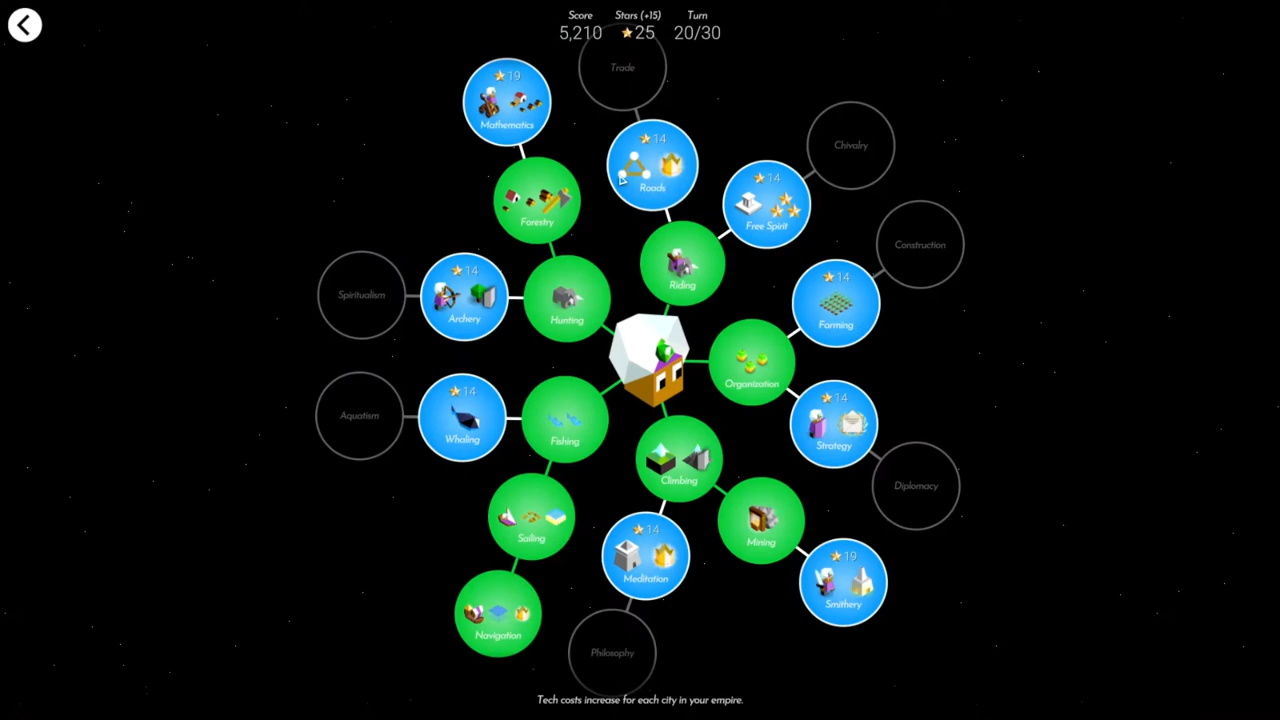 Score
Stars (+15)
Turn
5,210
25
20/30
Trade
19
Mathematics
14
Roads
Chivalry
14
Free Spirit
Forestry
Riding
Construction
Spiritualism
14
Archery
Hunting
14
Farming
Organization
Aquatism
14
Whaling
Fishing
14
Strategy
Climbing
Diplomacy
Sailing
Mining
14
Meditation
19
Smithery
Navigation
Philosophy
Tech costs increase for each city in your empire.